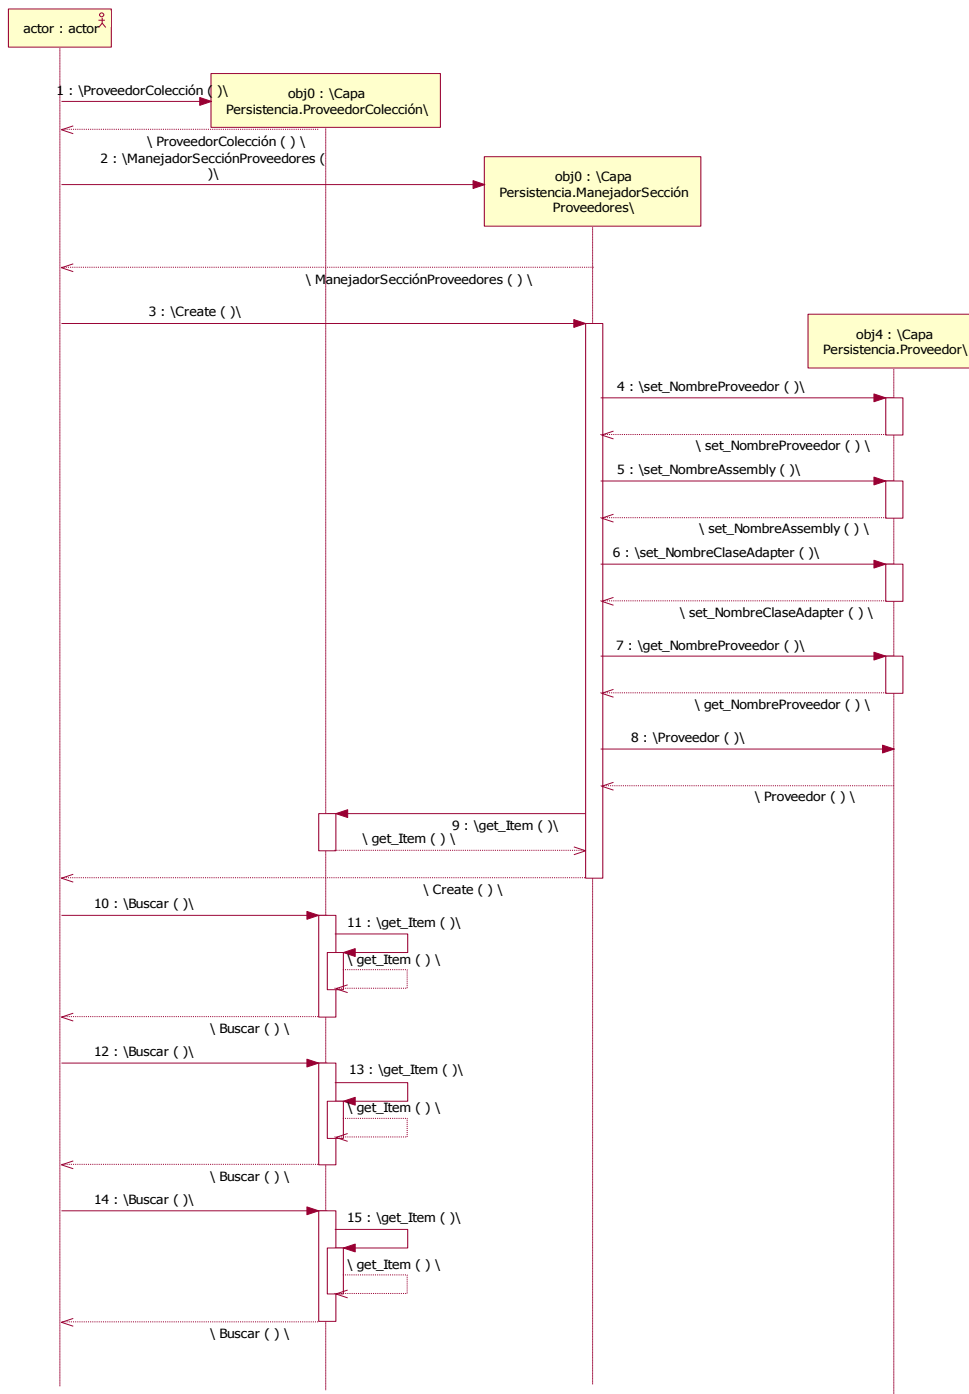 actor : actor
1 : \ProveedorColección ( )\
obj0 : \Capa
Persistencia.ProveedorColección\
\ ProveedorColección ( ) \
2 : \ManejadorSecciónProveedores (
)\
obj0 : \Capa
Persistencia.ManejadorSección
Proveedores\
\ ManejadorSecciónProveedores ( ) \
3 : \Create ( )\
obj4 : \Capa
Persistencia.Proveedor\
4 : \set_NombreProveedor ( )\
\ set_NombreProveedor ( ) \
5 : \set_NombreAssembly ( )\
\ set_NombreAssembly ( ) \
6 : \set_NombreClaseAdapter ( )\
\ set_NombreClaseAdapter ( ) \
7 : \get_NombreProveedor ( )\
\ get_NombreProveedor ( ) \
8 : \Proveedor ( )\
\ Proveedor ( ) \
9 : \get_Item ( )\
\ get_Item ( ) \
\ Create ( ) \
10 : \Buscar ( )\
11 : \get_Item ( )\
\ get_Item ( ) \
\ Buscar ( ) \
12 : \Buscar ( )\
13 : \get_Item ( )\
\ get_Item ( ) \
\ Buscar ( ) \
14 : \Buscar ( )\
15 : \get_Item ( )\
\ get_Item ( ) \
\ Buscar ( ) \